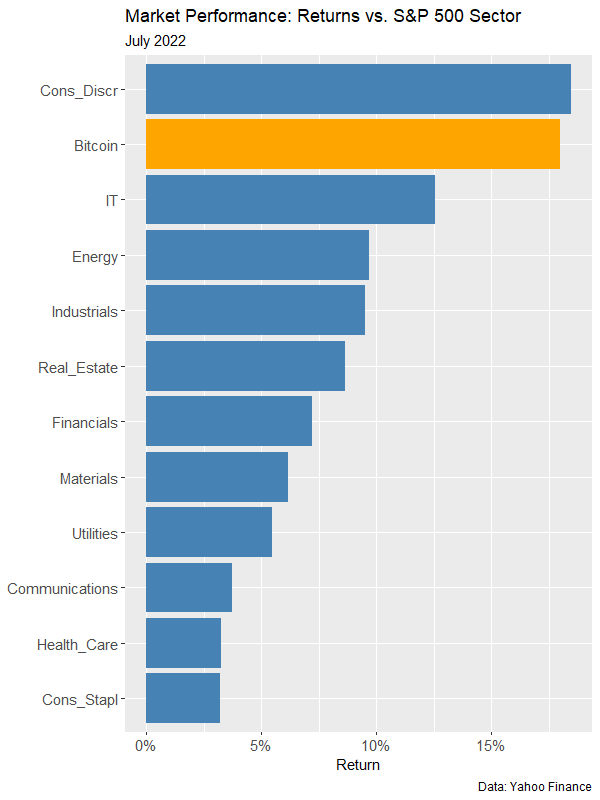 Market Performance: Returns vs. S&P 500 Sector
July 2022
Cons_Discr
Bitcoin
IT
Energy
Industrials
Real_Estate
Financials
Materials
Utilities
Communications
Health_Care
Cons_Stapl
0% 5% 10% 15%
Return
Data: Yahoo Finance